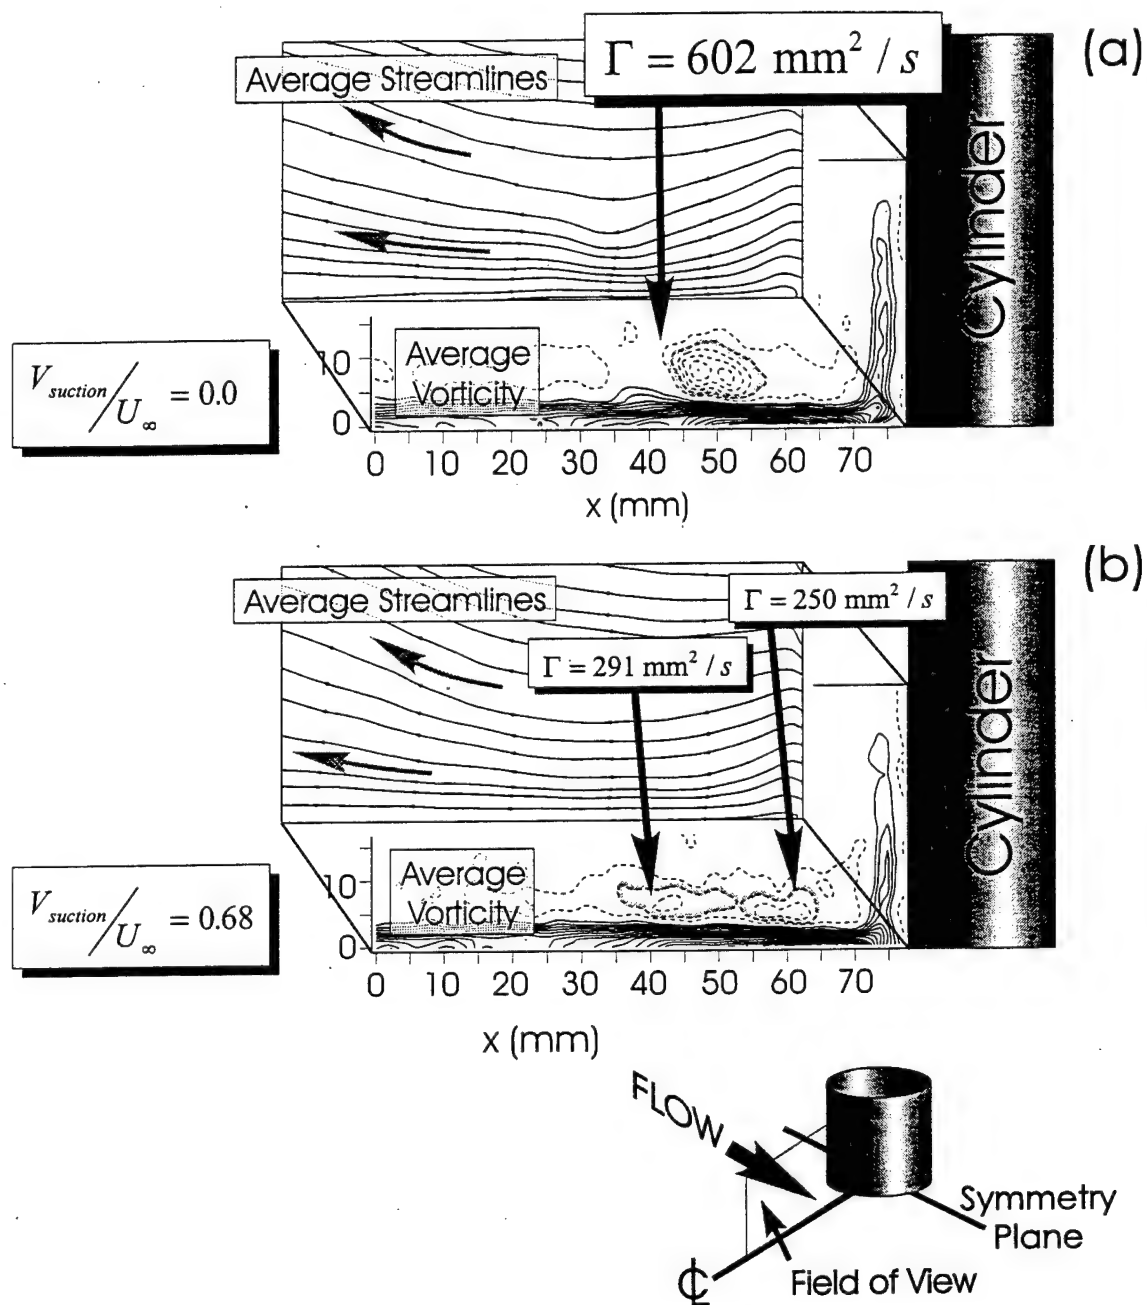 (a)
Γ = 602 mm² / s
Average Streamlines
Cylinder
V_suction / U_∞ = 0.0
10
0
Average
Vorticity
0 10 20 30 40 50 60 70
x (mm)
(b)
Average Streamlines
Γ = 250 mm² / s
Γ = 291 mm² / s
Cylinder
V_suction / U_∞ = 0.68
10
0
Average
Vorticity
0 10 20 30 40 50 60 70
x (mm)
FLOW
Symmetry
Plane
℄
Field of View